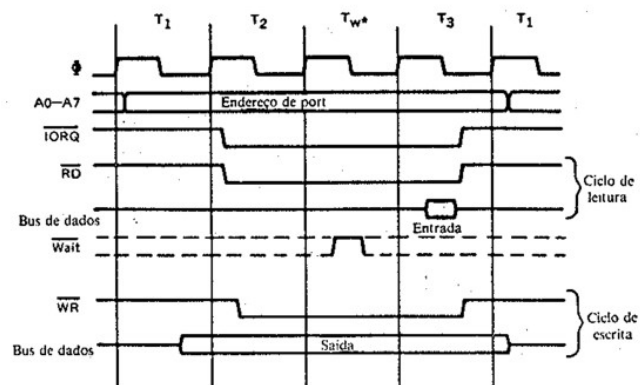 T1 T2 Tw* T3 T1
Φ
A0–A7
Endereço de port
IORQ
RD
Ciclo de
leitura
Bus de dados
Entrada
Wait
WR
Ciclo de
escrita
Bus de dados
Saída